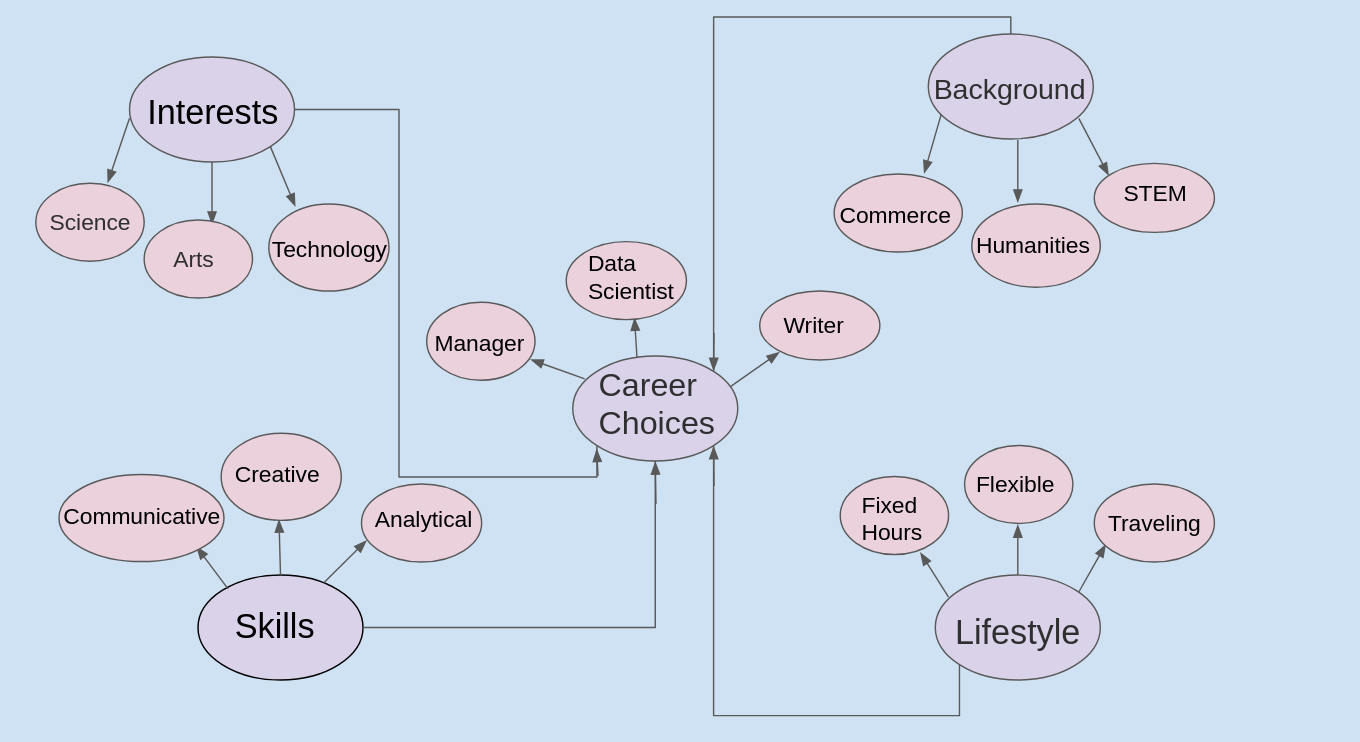 Interests
Science
Arts
Technology
Background
Commerce
Humanities
STEM
Manager
Data
Scientist
Writer
Career
Choices
Communicative
Creative
Analytical
Skills
Fixed
Hours
Flexible
Traveling
Lifestyle